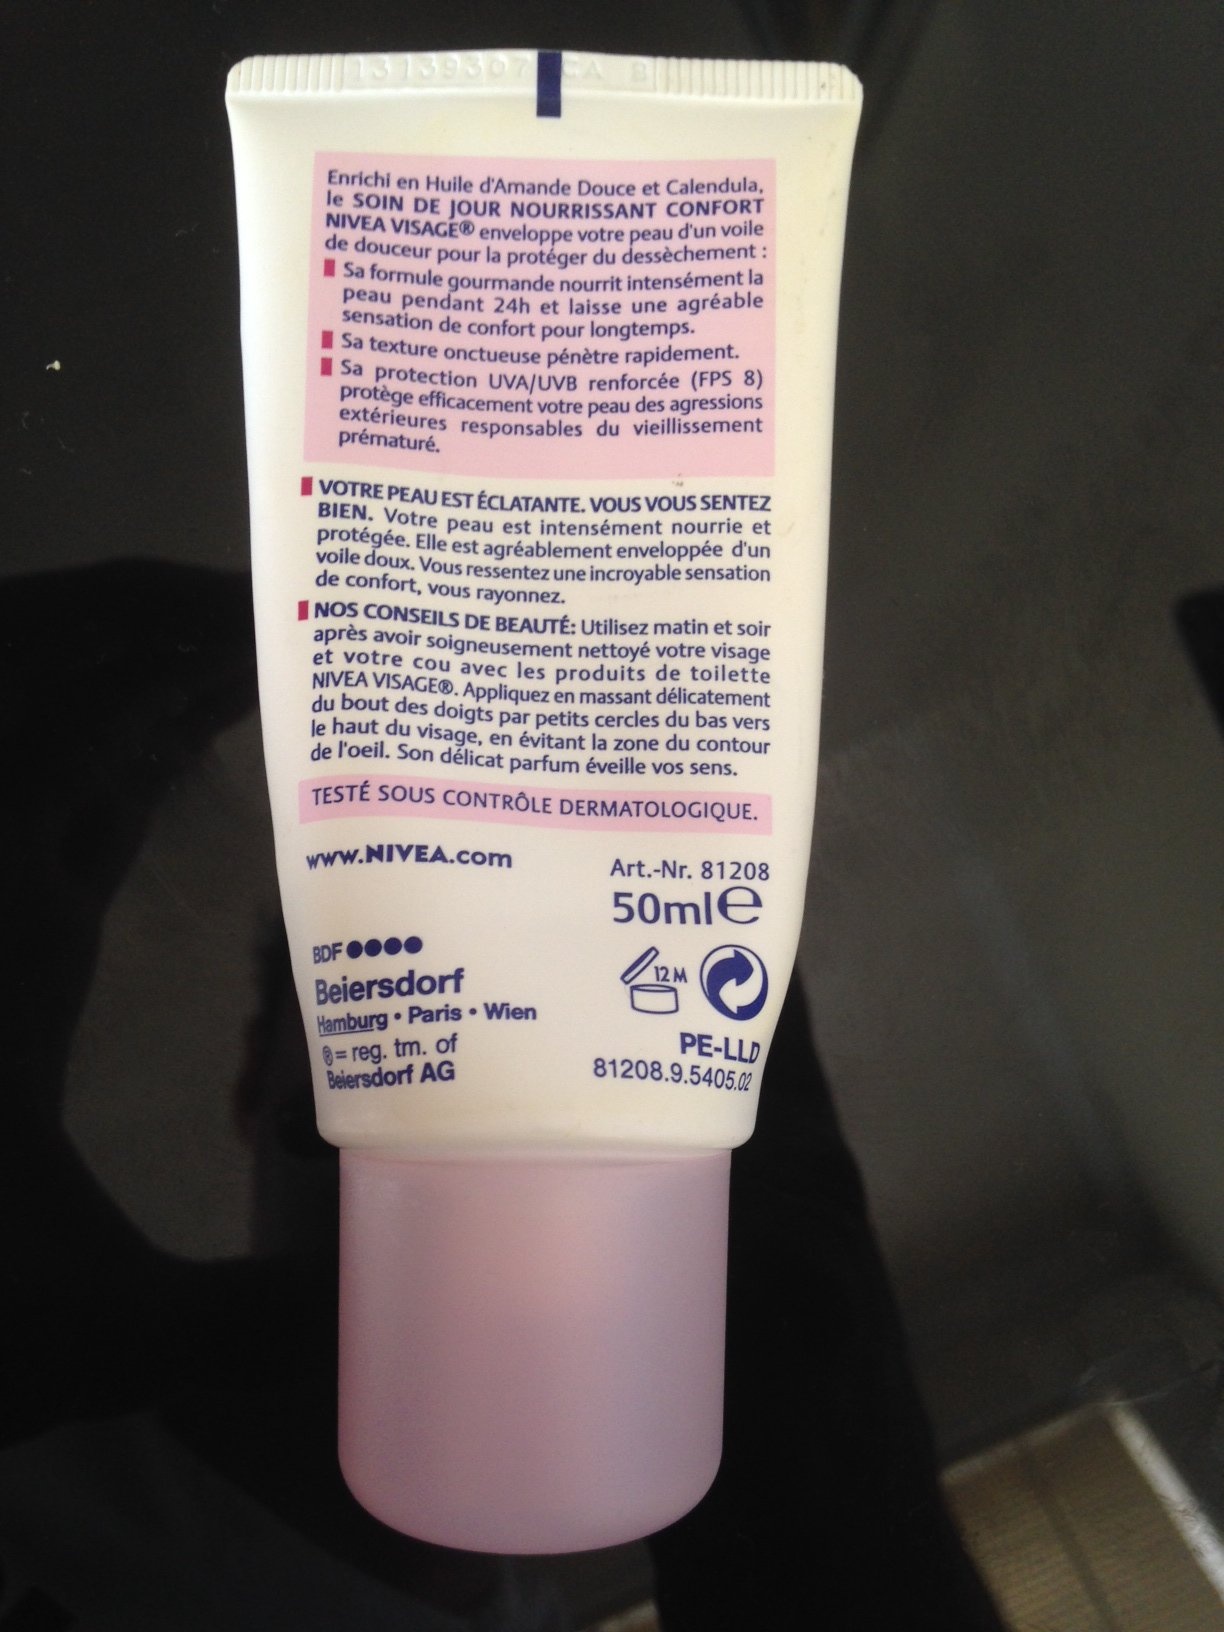 13139307 CA B
Enrichi en Huile d'Amande Douce et Calendula,
le SOIN DE JOUR NOURRISSANT CONFORT
NIVEA VISAGE® enveloppe votre peau d'un voile
de douceur pour la protéger du dessèchement :
Sa formule gourmande nourrit intensément la
peau pendant 24h et laisse une agréable
sensation de confort pour longtemps.
Sa texture onctueuse pénètre rapidement.
Sa protection UVA/UVB renforcée (FPS 8)
protège efficacement votre peau des agressions
extérieures responsables du vieillissement
prématuré.
VOTRE PEAU EST ÉCLATANTE. VOUS VOUS SENTEZ
BIEN. Votre peau est intensément nourrie et
protégée. Elle est agréablement enveloppée d'un
voile doux. Vous ressentez une incroyable sensation
de confort, vous rayonnez.
NOS CONSEILS DE BEAUTÉ: Utilisez matin et soir
après avoir soigneusement nettoyé votre visage
et votre cou avec les produits de toilette
NIVEA VISAGE®. Appliquez en massant délicatement
du bout des doigts par petits cercles du bas vers
le haut du visage, en évitant la zone du contour
de l'oeil. Son délicat parfum éveille vos sens.
TESTÉ SOUS CONTRÔLE DERMATOLOGIQUE.
www.NIVEA.com
Art.-Nr. 81208
50ml℮
BDF●●●●
Beiersdorf
Hamburg • Paris • Wien
®= reg. tm. of
Beiersdorf AG
12 M
PE-LLD
81208.9.5405.02